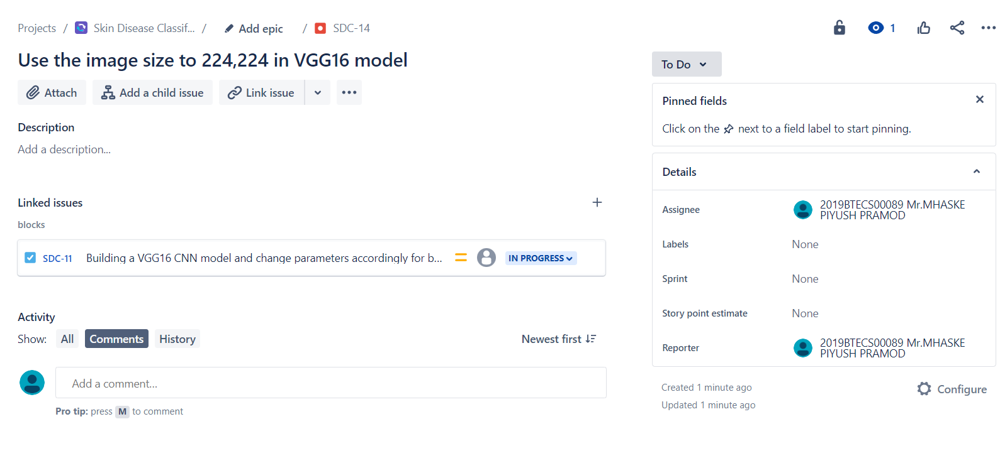 Projects / Skin Disease Classif... / Add epic / SDC-14
1
Use the image size to 224,224 in VGG16 model
Attach Add a child issue Link issue
Description
Add a description...
Linked issues
blocks
SDC-11 Building a VGG16 CNN model and change parameters accordingly for b... IN PROGRESS
Activity
Show: All Comments History Newest first
Add a comment...
Pro tip: press M to comment
To Do
Pinned fields
Click on the next to a field label to start pinning.
Details
Assignee 2019BTECS00089 Mr.MHASKE
PIYUSH PRAMOD
Labels None
Sprint None
Story point estimate None
Reporter 2019BTECS00089 Mr.MHASKE
PIYUSH PRAMOD
Created 1 minute ago
Configure
Updated 1 minute ago